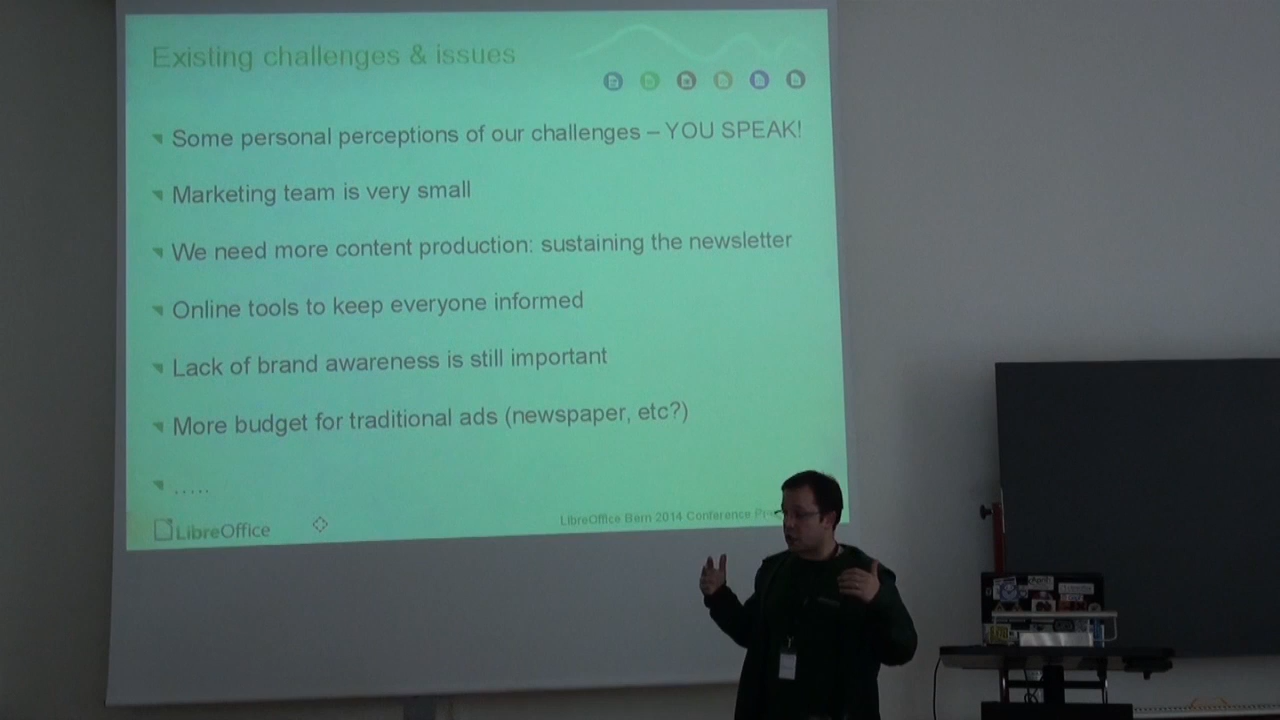 Existing challenges & issues
Some personal perceptions of our challenges – YOU SPEAK!
Marketing team is very small
We need more content production: sustaining the newsletter
Online tools to keep everyone informed
Lack of brand awareness is still important
More budget for traditional ads (newspaper, etc?)
.....
LibreOffice
LibreOffice Bern 2014 Conference